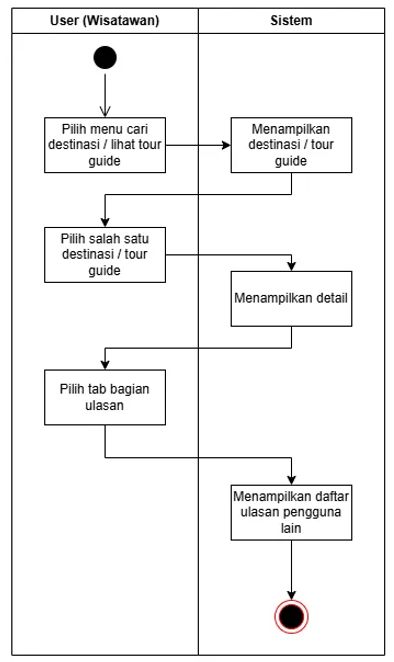 User (Wisatawan)
Sistem
Pilih menu cari
destinasi / lihat tour
guide
Menampilkan
destinasi / tour
guide
Pilih salah satu
destinasi / tour
guide
Menampilkan detail
Pilih tab bagian
ulasan
Menampilkan daftar
ulasan pengguna
lain